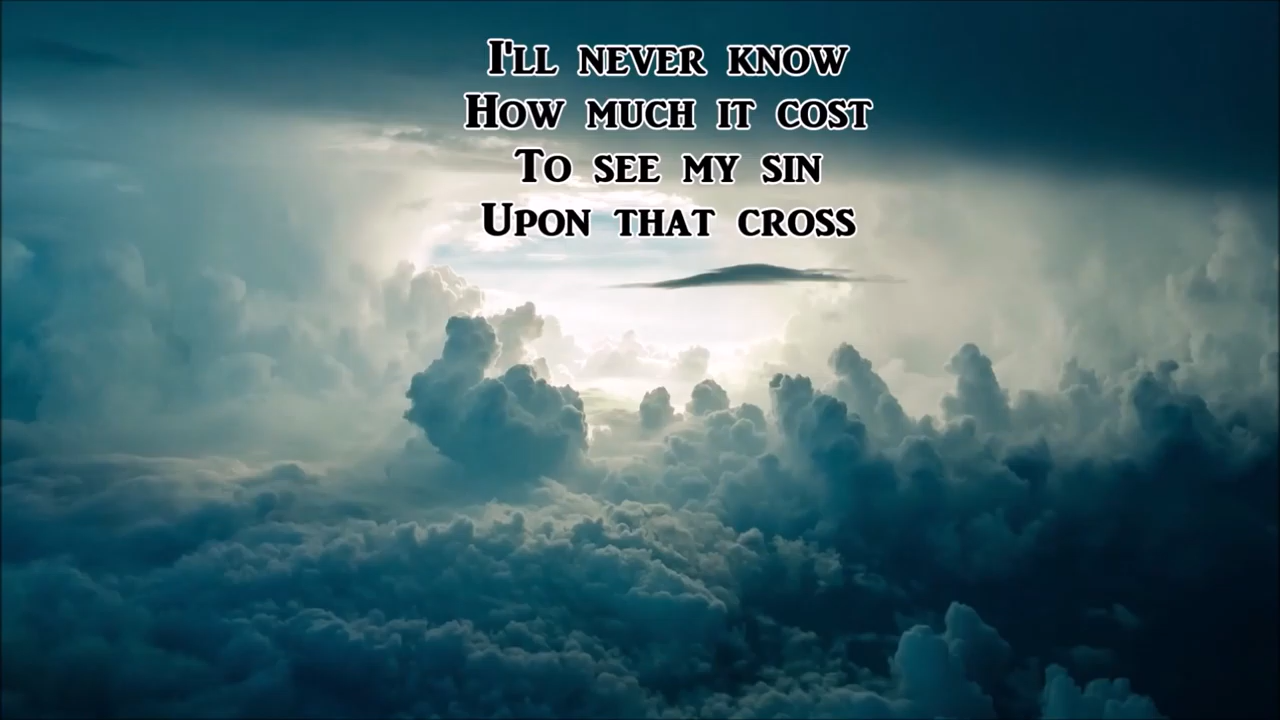 I'll never know
How much it cost
To see my sin
Upon that cross